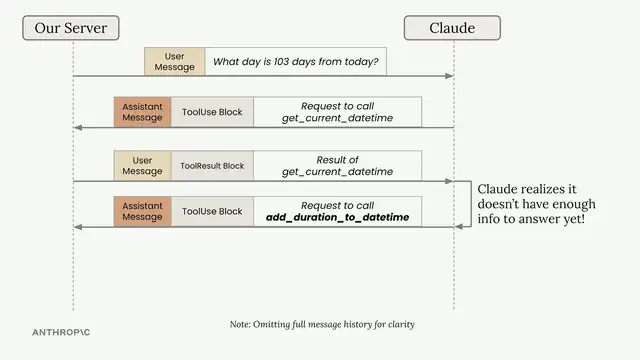 Our Server
Claude
User
Message
What day is 103 days from today?
Assistant
Message
ToolUse Block
Request to call
get_current_datetime
User
Message
ToolResult Block
Result of
get_current_datetime
Assistant
Message
ToolUse Block
Request to call
add_duration_to_datetime
Claude realizes it
doesn't have enough
info to answer yet!
Note: Omitting full message history for clarity
ANTHROP\C